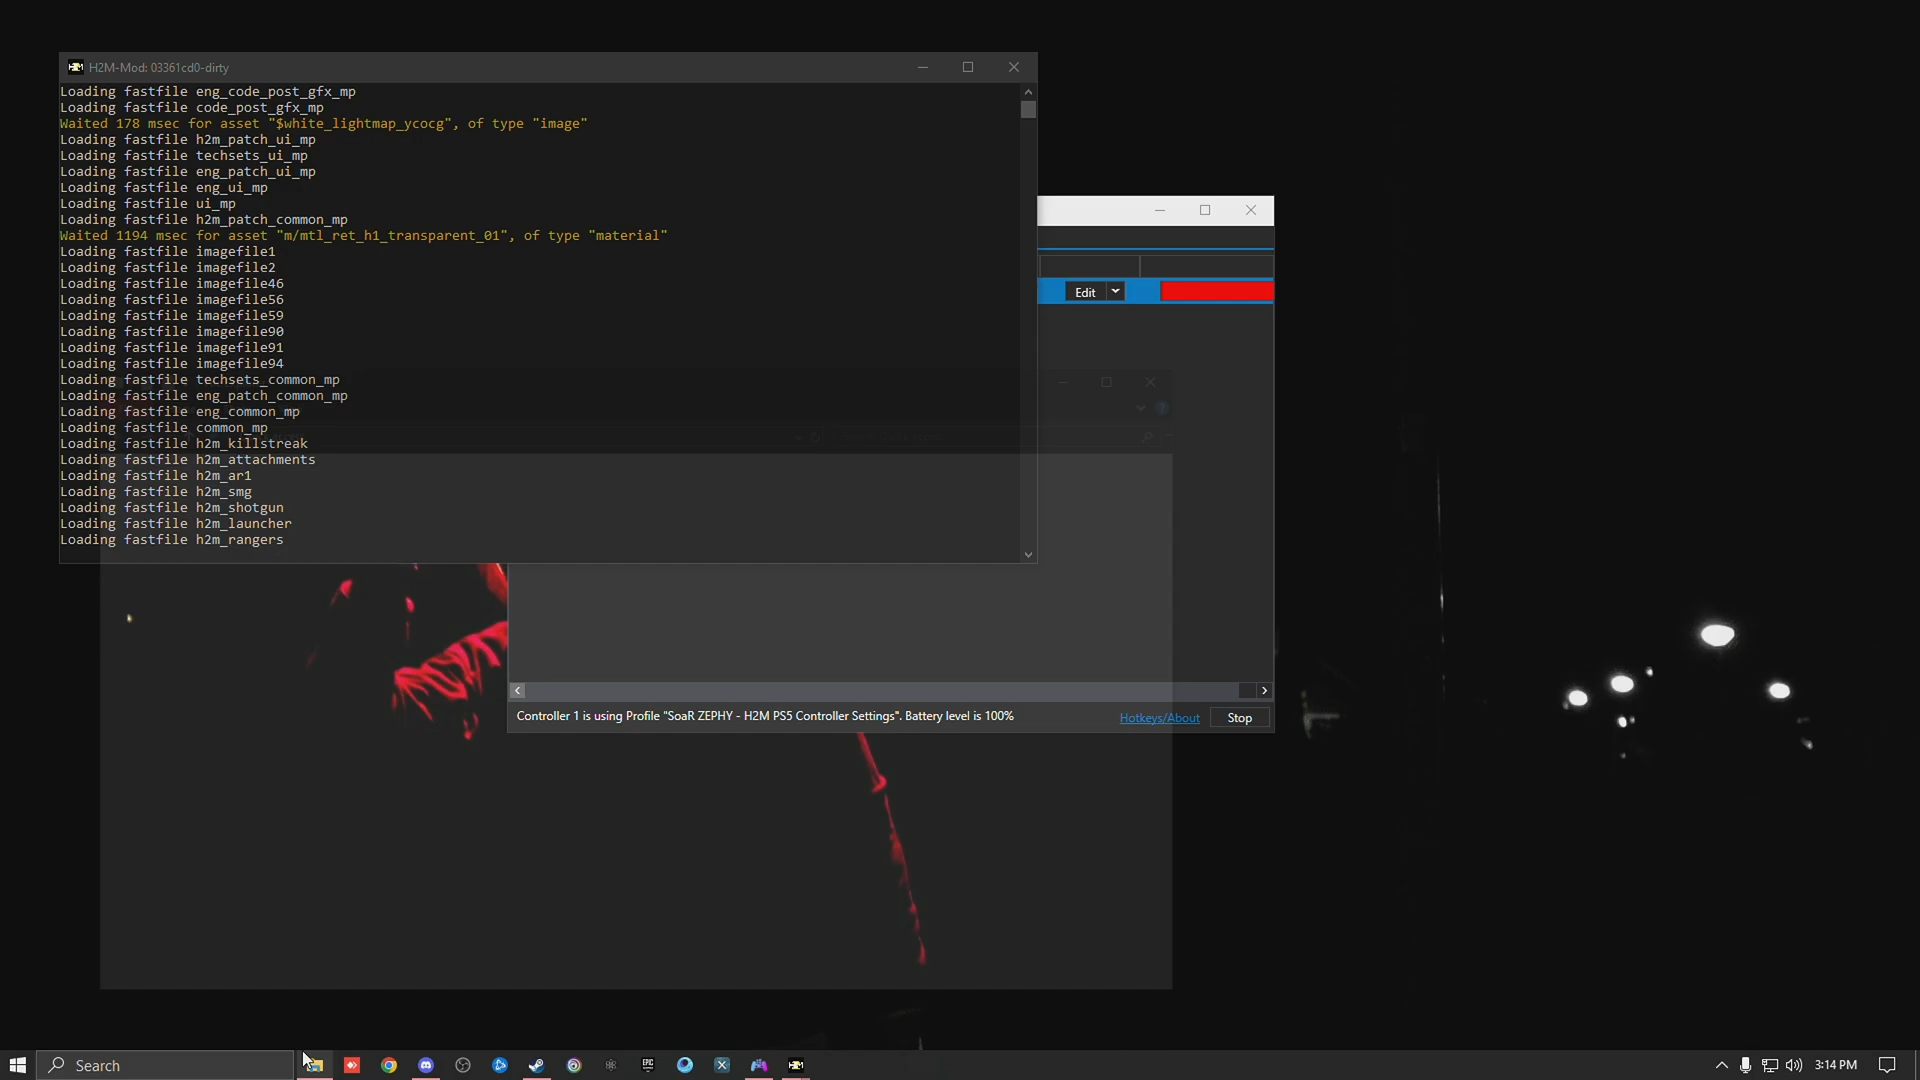 H2M-Mod: 03361cd0-dirty
Loading fastfile eng_code_post_gfx_mp
Loading fastfile code_post_gfx_mp
Waited 178 msec for asset "$white_lightmap_ycocg", of type "image"
Loading fastfile h2m_patch_ui_mp
Loading fastfile techsets_ui_mp
Loading fastfile eng_patch_ui_mp
Loading fastfile eng_ui_mp
Loading fastfile ui_mp
Loading fastfile h2m_patch_common_mp
Waited 1194 msec for asset "m/mtl_ret_h1_transparent_01", of type "material"
Loading fastfile imagefile1
Loading fastfile imagefile2
Loading fastfile imagefile46
Loading fastfile imagefile56
Loading fastfile imagefile59
Loading fastfile imagefile90
Loading fastfile imagefile91
Loading fastfile imagefile94
Loading fastfile techsets_common_mp
Loading fastfile eng_patch_common_mp
Loading fastfile eng_common_mp
Loading fastfile common_mp
Loading fastfile h2m_killstreak
Loading fastfile h2m_attachments
Loading fastfile h2m_ar1
Loading fastfile h2m_smg
Loading fastfile h2m_shotgun
Loading fastfile h2m_launcher
Loading fastfile h2m_rangers
Edit
Controller 1 is using Profile "SoaR ZEPHY - H2M PS5 Controller Settings". Battery level is 100%
Hotkeys/About
Stop
Search
EPIC
3:14 PM